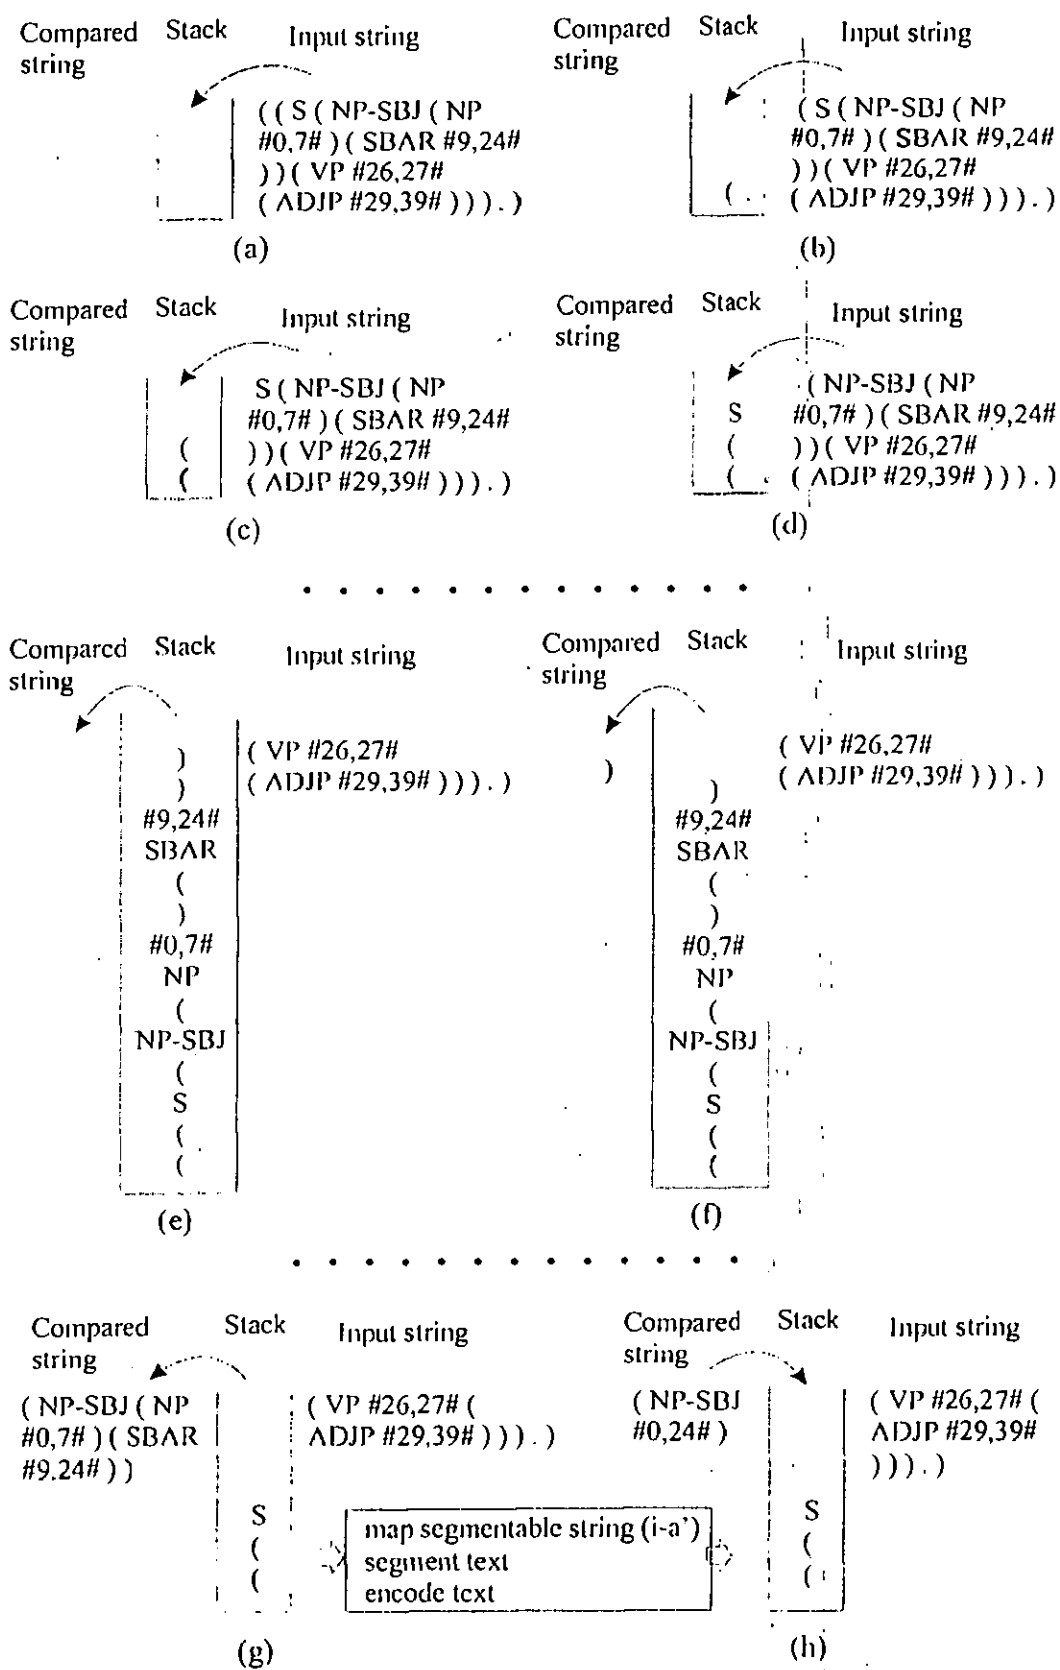 Compared string
Stack
Input string
( ( S ( NP-SBJ ( NP
#0,7# ) ( SBAR #9,24#
) ) ( VP #26,27#
( ADJP #29,39# ) ) ) . )
(a)
Compared string
Stack
Input string
( S ( NP-SBJ ( NP
#0,7# ) ( SBAR #9,24#
) ) ( VP #26,27#
( ADJP #29,39# ) ) ) . )
(
(b)
Compared string
Stack
Input string
S ( NP-SBJ ( NP
#0,7# ) ( SBAR #9,24#
) ) ( VP #26,27#
( ADJP #29,39# ) ) ) . )
(
(
(c)
Compared string
Stack
Input string
( NP-SBJ ( NP
#0,7# ) ( SBAR #9,24#
) ) ( VP #26,27#
( ADJP #29,39# ) ) ) . )
S
(
(
(d)
Compared string
Stack
Input string
( VP #26,27#
( ADJP #29,39# ) ) ) . )
)
)
#9,24#
SBAR
(
)
#0,7#
NP
(
NP-SBJ
(
S
(
(
(e)
Compared string
Stack
Input string
( VP #26,27#
( ADJP #29,39# ) ) ) . )
)
)
#9,24#
SBAR
(
)
#0,7#
NP
(
NP-SBJ
(
S
(
(
(f)
Compared string
Stack
Input string
( NP-SBJ ( NP
#0,7# ) ( SBAR
#9.24# ) )
( VP #26,27# (
ADJP #29,39# ) ) ) . )
S
(
(
(g)
map segmentable string (i-a')
segment text
encode text
Compared string
Stack
Input string
( NP-SBJ
#0,24# )
( VP #26,27# (
ADJP #29,39#
) ) ) . )
S
(
(
(h)